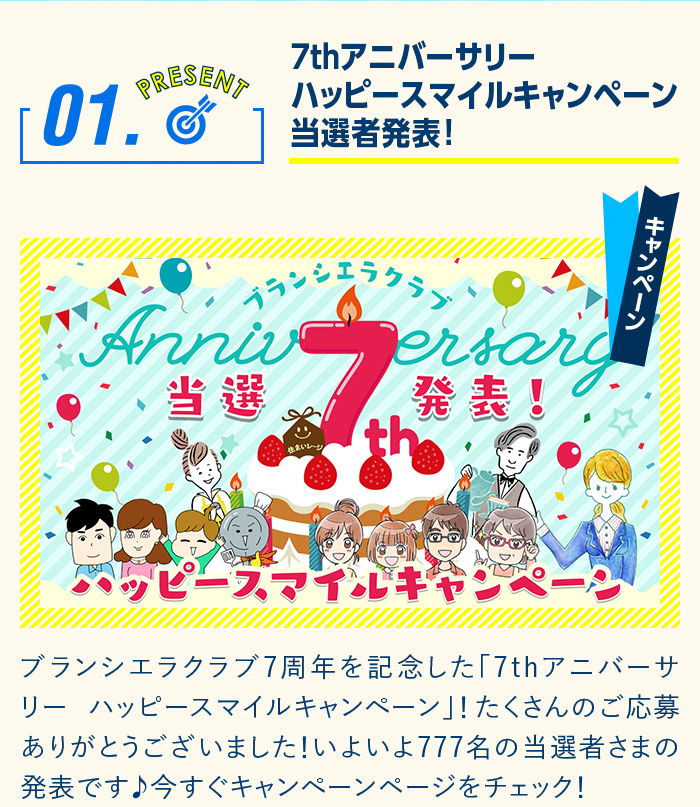 01.
PRESENT
7thアニバーサリー
ハッピースマイルキャンペーン
当選者発表！
キャンペーン
ブランシエラクラブ
Anniversary
7th
当選発表！
住まいるーじゅ
ハッピースマイルキャンペーン
ブランシエラクラブ7周年を記念した「7thアニバーサ
リー　ハッピースマイルキャンペーン」！たくさんのご応募
ありがとうございました！いよいよ777名の当選者さまの
発表です♪今すぐキャンペーンページをチェック！